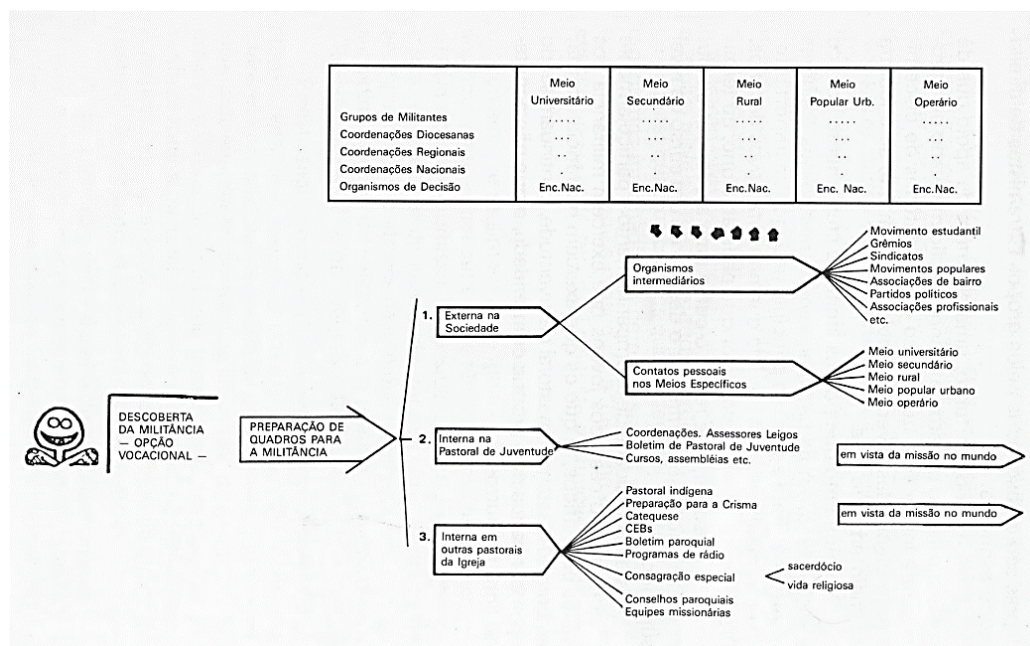 Meio Meio Meio Meio Meio
Universitário Secundário Rural Popular Urb. Operário
Grupos de Militantes ..... ..... ..... ..... .....
Coordenações Diocesanas ... ... ... ... ...
Coordenações Regionais .. .. .. .. ..
Coordenações Nacionais . . . . .
Organismos de Decisão Enc.Nac. Enc.Nac. Enc.Nac. Enc. Nac. Enc.Nac.
DESCOBERTA
DA MILITÂNCIA
— OPÇÃO
VOCACIONAL —
PREPARAÇÃO DE
QUADROS PARA
A MILITÂNCIA
1. Externa na
Sociedade
Organismos
intermediários
Movimento estudantil
Grêmios
Sindicatos
Movimentos populares
Associações de bairro
Partidos políticos
Associações profissionais
etc.
Contatos pessoais
nos Meios Específicos
Meio universitário
Meio secundário
Meio rural
Meio popular urbano
Meio operário
2. Interna na
Pastoral de Juventude
Coordenações. Assessores Leigos
Boletim de Pastoral de Juventude
Cursos, assembléias etc.
em vista da missão no mundo
3. Interna em
outras pastorais
da Igreja
Pastoral indígena
Preparação para a Crisma
Catequese
CEBs
Boletim paroquial
Programas de rádio
Consagração especial
sacerdócio
vida religiosa
Conselhos paroquiais
Equipes missionárias
em vista da missão no mundo